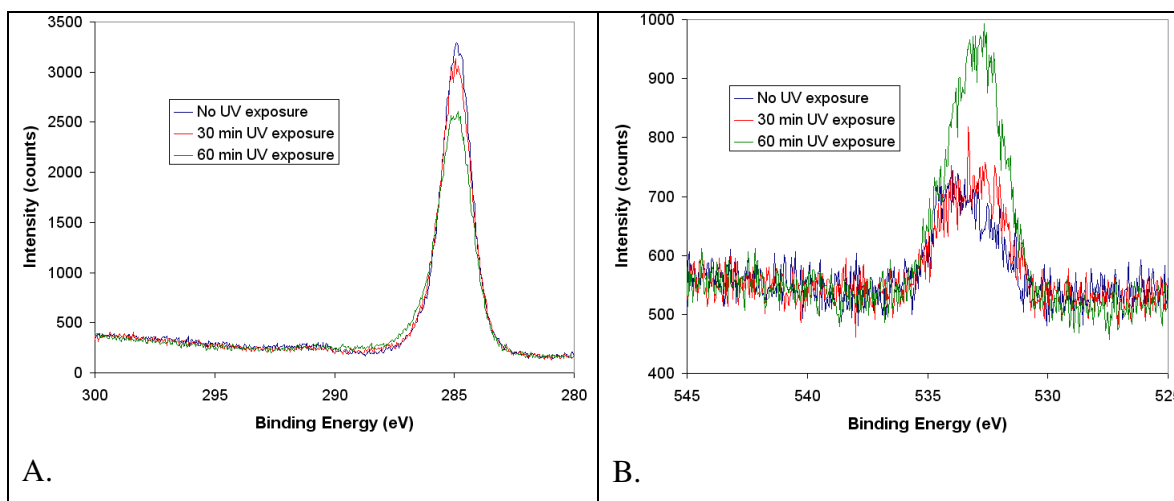 3500
3000
2500
2000
1500
1000
500
0
Intensity (counts)
No UV exposure
30 min UV exposure
60 min UV exposure
300
295
290
285
280
Binding Energy (eV)
A.
1000
900
800
700
600
500
400
Intensity (counts)
No UV exposure
30 min UV exposure
60 min UV exposure
545
540
535
530
525
Binding Energy (eV)
B.